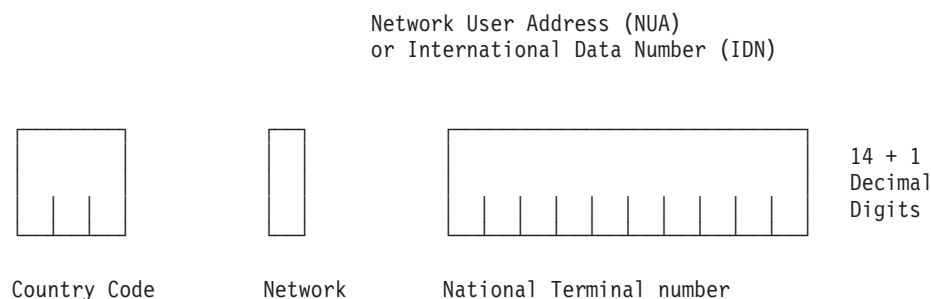 Network User Address (NUA)
or International Data Number (IDN)
14 + 1
Decimal
Digits
Country Code
Network
National Terminal number